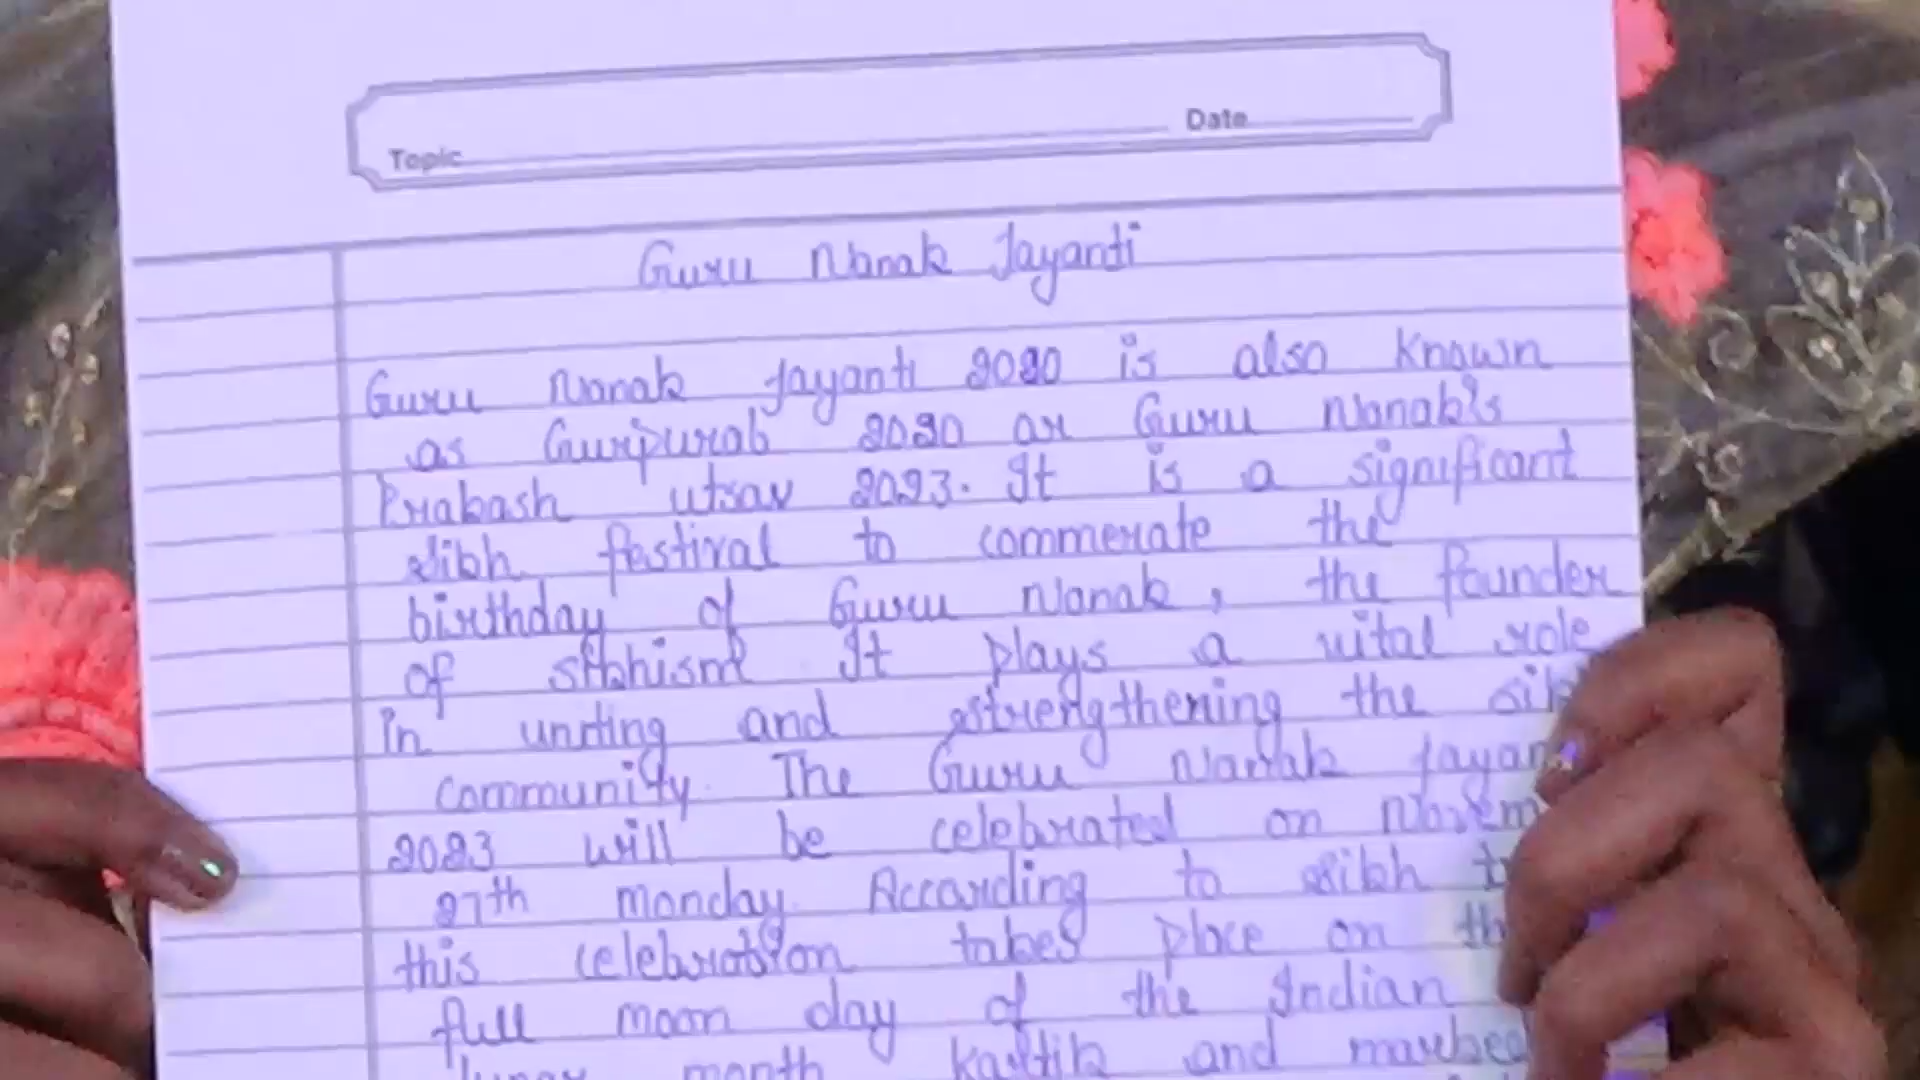 Topic Date
Guru Nanak Jayanti
Guru Nanak Jayanti 2020 is also known
as Gurpurab 2020 or Guru Nanak's
Prakash utsav 2023. It is a significant
sikh festival to commerate the
birthday of Guru Nanak, the founder
of sikhism It plays a vital role
in uniting and strengthening the
community. The Guru Nanak
2023 will be celebrated on
27th monday. According to sikh
this celebration takes place on
full moon day of the Indian
lunar month Kartik and